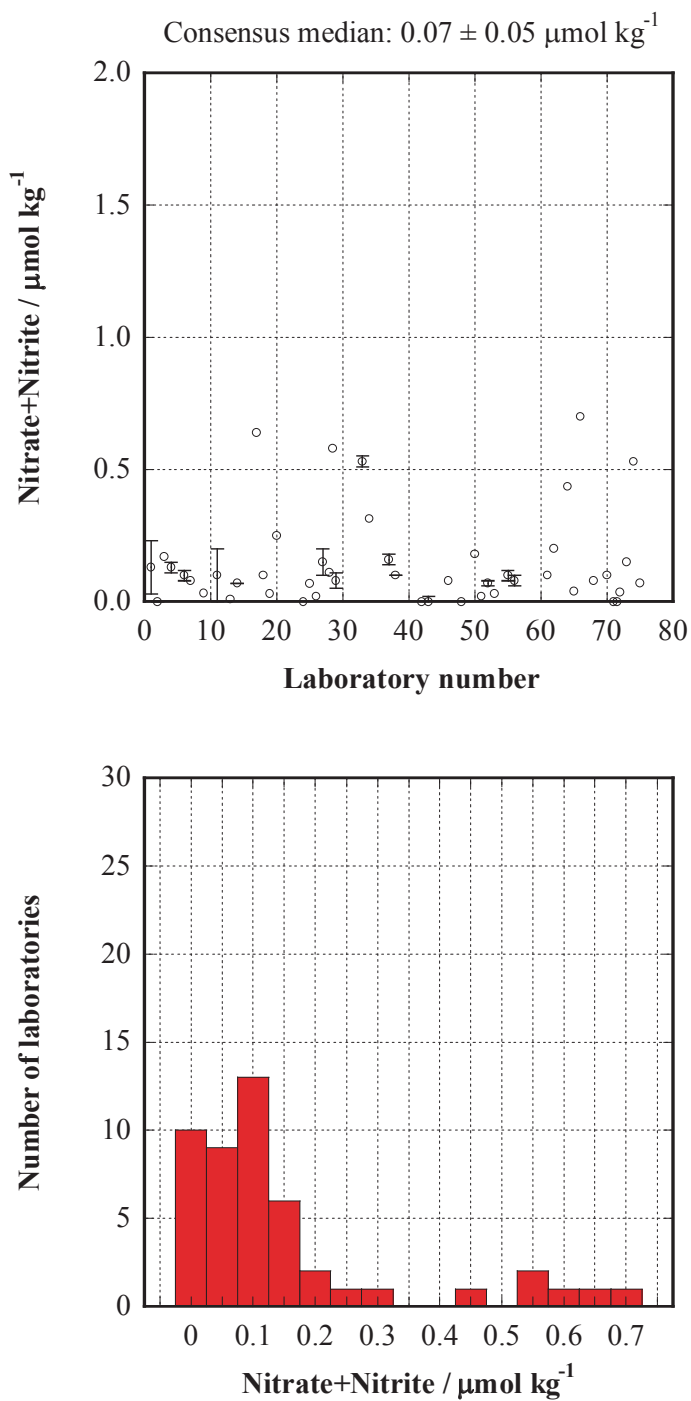 Consensus median: 0.07 ± 0.05 μmol kg⁻¹
Nitrate+Nitrite / μmol kg⁻¹
2.0
1.5
1.0
0.5
0.0
0 10 20 30 40 50 60 70 80
Laboratory number
Number of laboratories
30
25
20
15
10
5
0
0 0.1 0.2 0.3 0.4 0.5 0.6 0.7
Nitrate+Nitrite / μmol kg⁻¹